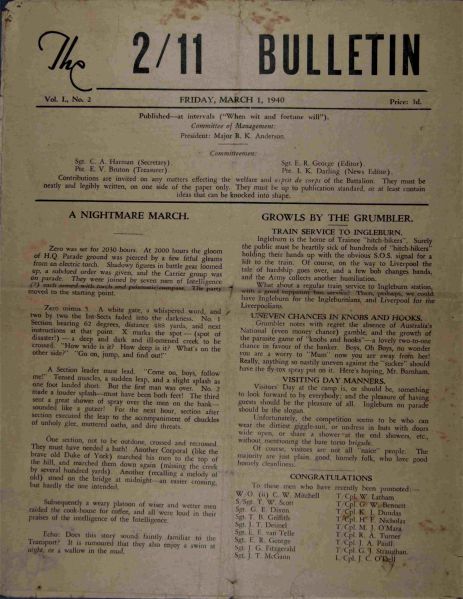 The 2/11 BULLETIN
Vol. 1., No. 2
FRIDAY, MARCH 1, 1940
Price: 1d.
Published—at intervals ("When wit and fortune will").
Committee of Management:
President: Major R. K. Anderson.
Committeemen:
Sgt. C. A. Harman (Secretary).
Pte. E. V. Bruton (Treasurer)
Sgt. E. R. George (Editor).
Pte. I. K. Darling (News Editor).
Contributions are invited on any matters effecting the welfare and esprit de corps of the Battalion. They must be
neatly and legibly written, on one side of the paper only. They must be up to publication standard, or at least contain
ideas that can be knocked into shape.
A NIGHTMARE MARCH.
Zero was set for 2030 hours. At 2000 hours the gloom
of H.Q. Parade ground was pierced by a few fitful gleams
from an electric torch. Shadowy figures in battle gear loomed
up, a subdued order was given, and the Carrier group was
on parade. They were joined by seven men of Intelligence
(?) each armed with torch and prismatic compass. The party
moved to the starting point.
Zero minus 5. A white gate, a whispered word, and
two by two the Int-Sects faded into the darkness. No. 1
Section bearing 62 degrees, distance 488 yards, and next
instructions at that point. X marks the spot—(spot of
disaster!)—a deep and dark and ill-omened creek to be
crossed. "How wide is it? How deep is it? What's on the
other side?" "Go on, jump, and find out!"
A Section leader must lead. "Come on, boys, follow
me!" Tensed muscles, a sudden leap, and a slight splash as
one foot landed short. But the first man was over. No. 2
made a louder splash—must have been both feet! The third
sent a great shower of spray over the men on the bank—
sounded like a gutzer! For the next hour, section after
section executed the leap to the accompaniment of chuckles
of unholy glee, muttered oaths, and dire threats.
One section, not to be outdone, crossed and recrossed.
They must have needed a bath! Another Corporal (like the
brave old Duke of York) marched his men to the top of
the hill, and marched them down again (missing the creek
by several hundred yards). Another (recalling a melody of
old) stood on the bridge at midnight—an easier crossing,
but hardly the one intended.
Subsequently a weary platoon of wiser and wetter men
raided the cook-house for coffee, and all were loud in their
praises of the intelligence of the Intelligence.
Echo: Does this story sound faintly familiar to the
Transport? It is rumoured that they also enjoy a swim at
night, or a wallow in the mud.
GROWLS BY THE GRUMBLER.
TRAIN SERVICE TO INGLEBURN.
Ingleburn is the home of Trainee "hitch-hikers". Surely
the public must be heartily sick of hundreds of "hitch-hikers"
holding their hands up with the obvious S.O.S. signal for a
lift to the train. Of course, on the way to Liverpool the
tale of hardship goes over, and a few bob changes hands,
and the Army collects another humiliation.
What about a regular train service to Ingleburn station,
with a good transport bus service? Then, perhaps, we could
have Ingleburn for the Ingleburnians, and Liverpool for the
Liverpoolians.
UNEVEN CHANCES IN KNOBS AND HOOKS.
Grumbler notes with regret the absence of Australia's
National (even money chance) gamble, and the growth of
the parasite game of "knobs and hooks"—a lovely two-to-one
chance in favour of the banker. Boys, Oh Boys, no wonder
you are a worry to "Mum" now you are away from her!
Really, anything so nattily uneven against the "sucker" should
have the fly-tox spray put on it. Here's hoping, Mr. Burnham.
VISITING DAY MANNERS.
Visitors' Day at the camp is, or should be, something
to look forward to by everybody; and the pleasure of having
guests should be the pleasure of all. Ingleburn on parade
should be the slogan.
Unfortunately, the competition seems to be who can
wear the dirtiest giggle-suit, or undress in huts with doors
wide open, or share a shower at the end showers, etc.,
without mentioning the bare torso brigade.
Of course, visitors are not all "naice" people. The
majority are just plain, good, homely folk, who love good
homely cleanliness.
CONGRATULATIONS
To these men who have recently been promoted:—
W.O. (ii) C. W. Mitchell
S/Sgt. T. W. Scott
Sgt. G. E. Dixon
Sgt. T. B. Griffith
Sgt. J. T. Deutzel
Sgt. L. F. van Telle
Sgt. E. R. George
Sgt. J. G. Fitzgerald
Sgt. J. T. McGann
T/Cpl. W. Latham
T/Cpl. G. W. Bennett
T/Cpl. K. I. Dundas
T/Cpl. H. F. Nicholas
T/Cpl. M. J. O'Mara
T/Cpl. R. A. Turner
T/Cpl. J. A. Pauff
T/Cpl. G. J. Straughan
L/Cpl. J. C. O'Dell